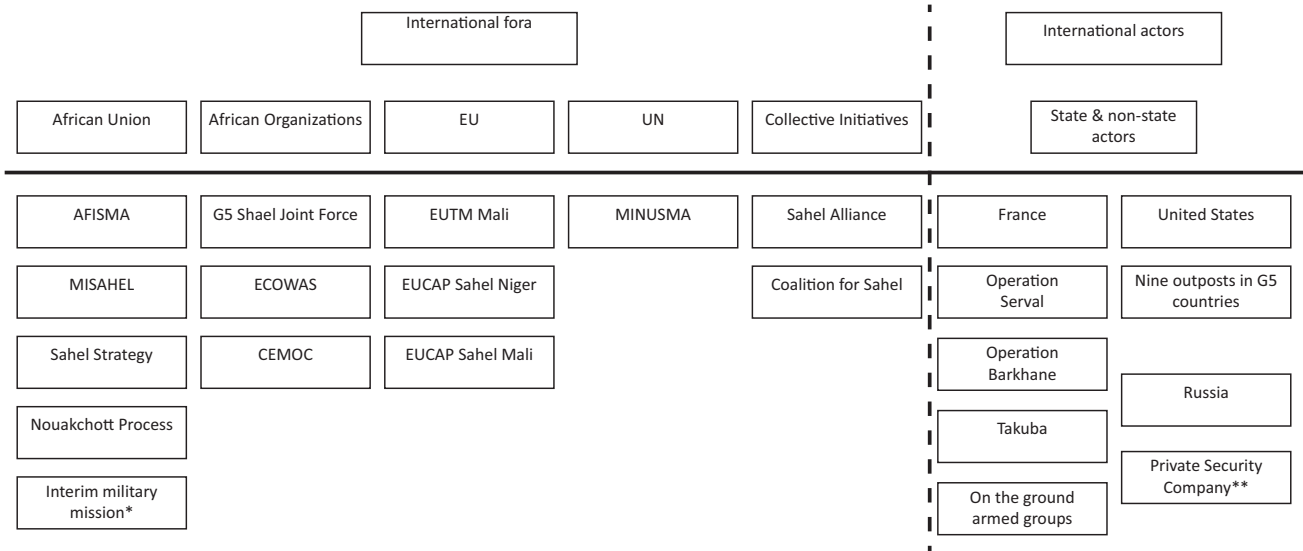 International fora
International actors
African Union
African Organizations
EU
UN
Collective Initiatives
State & non-state
actors
AFISMA
G5 Shael Joint Force
EUTM Mali
MINUSMA
Sahel Alliance
France
United States
MISAHEL
ECOWAS
EUCAP Sahel Niger
Coalition for Sahel
Operation
Serval
Nine outposts in G5
countries
Sahel Strategy
CEMOC
EUCAP Sahel Mali
Operation
Barkhane
Russia
Nouakchott Process
Takuba
Private Security
Company**
Interim military
mission*
On the ground
armed groups